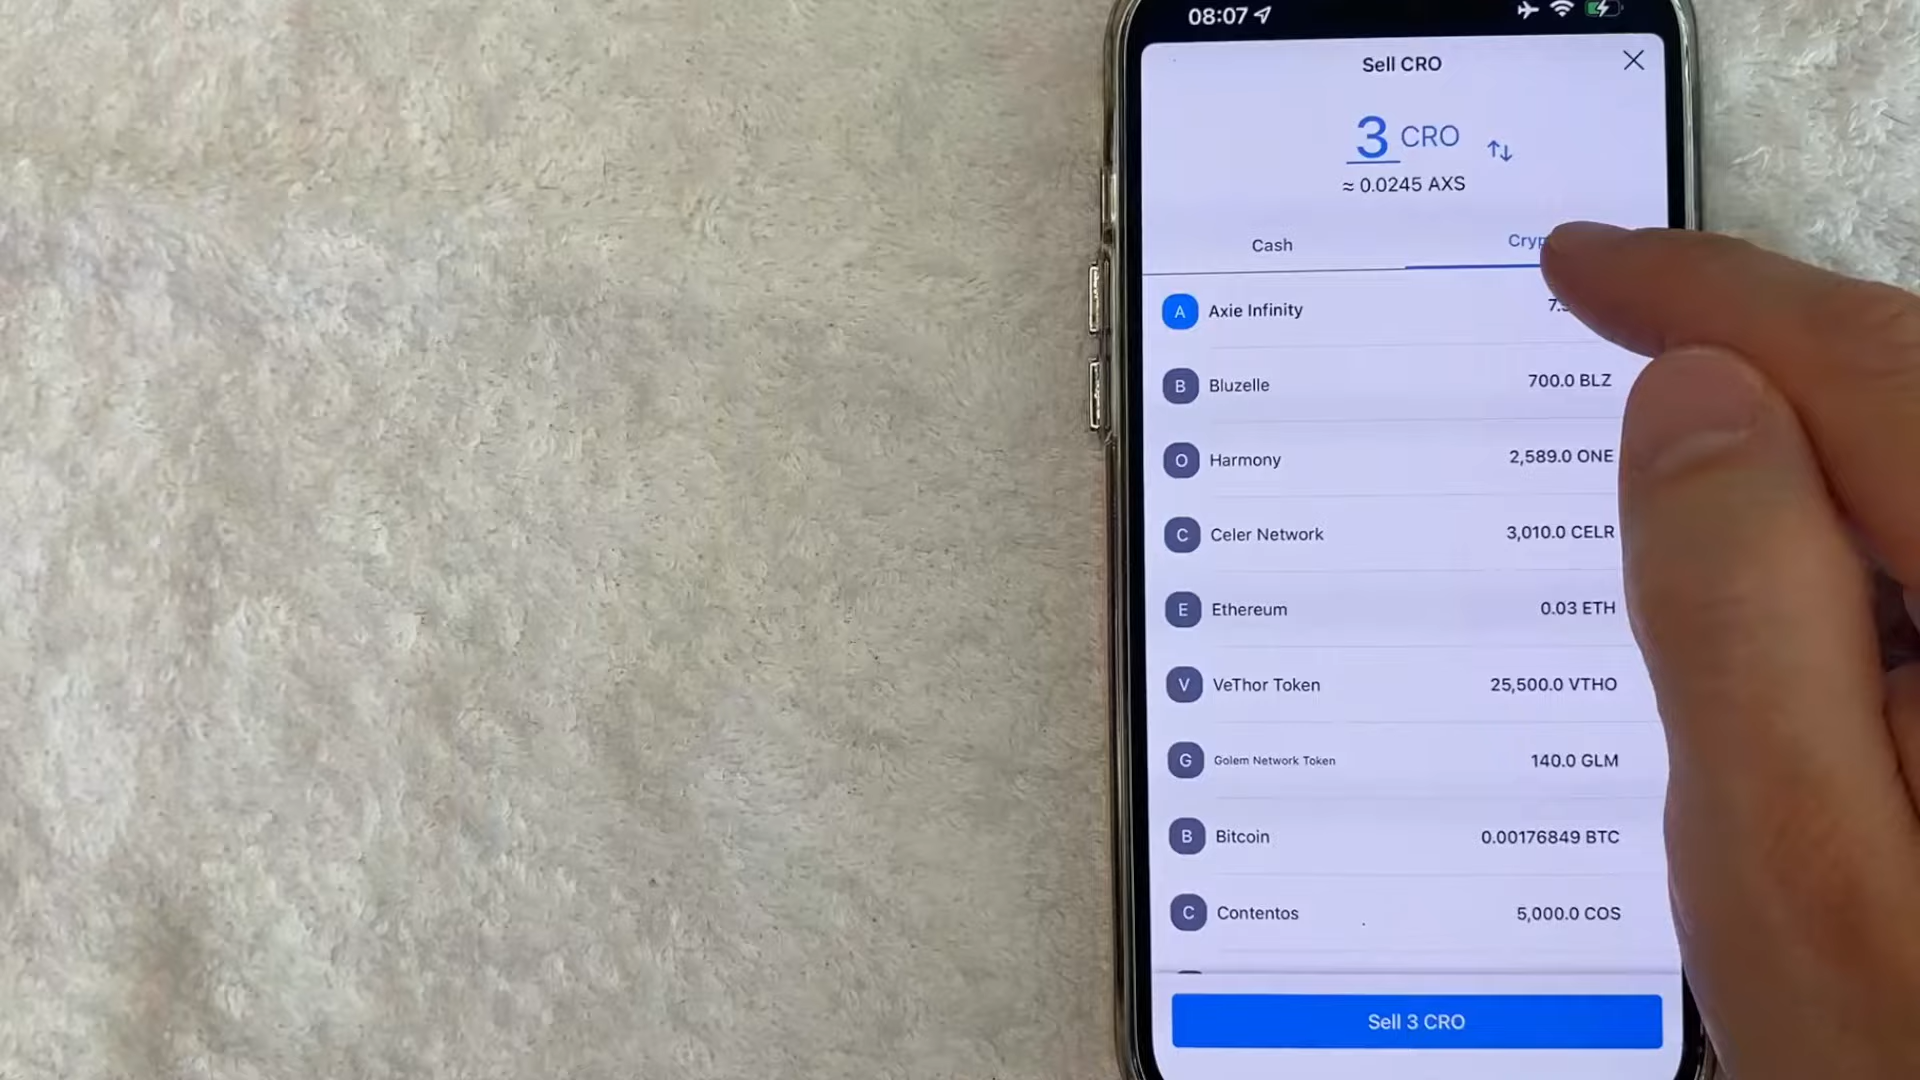 08:07
Sell CRO
3 CRO
≈ 0.0245 AXS
Cash
A Axie Infinity
B Bluzelle 700.0 BLZ
O Harmony 2,589.0 ONE
C Celer Network 3,010.0 CELR
E Ethereum 0.03 ETH
V VeThor Token 25,500.0 VTHO
G Golem Network Token 140.0 GLM
B Bitcoin 0.00176849 BTC
C Contentos 5,000.0 COS
Sell 3 CRO